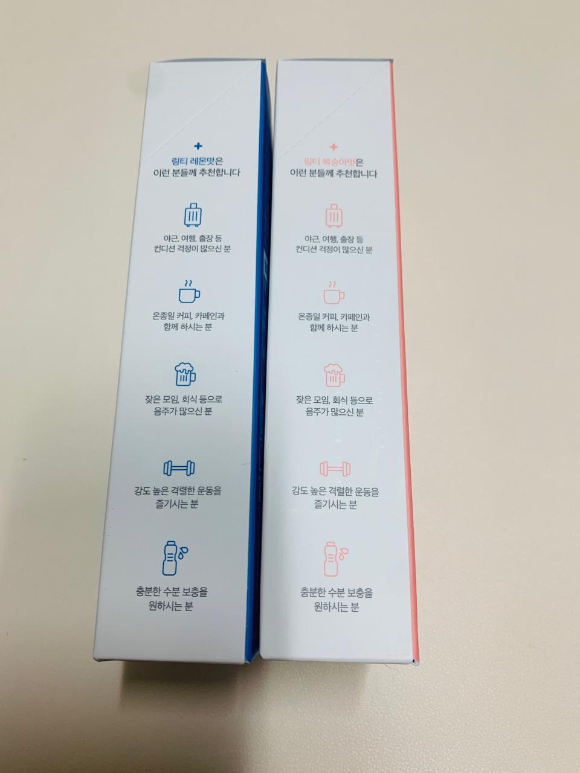 링티 레몬맛은
이런 분들께 추천합니다
야근, 여행, 출장 등
컨디션 걱정이 많으신 분
온종일 커피, 카페인과
함께 하시는 분
잦은 모임, 회식 등으로
음주가 많으신 분
강도 높은 격렬한 운동을
즐기시는 분
충분한 수분 보충을
원하시는 분
링티 복숭아맛은
이런 분들께 추천합니다
야근, 여행, 출장 등
컨디션 걱정이 많으신 분
온종일 커피, 카페인과
함께 하시는 분
잦은 모임, 회식 등으로
음주가 많으신 분
강도 높은 격렬한 운동을
즐기시는 분
충분한 수분 보충을
원하시는 분